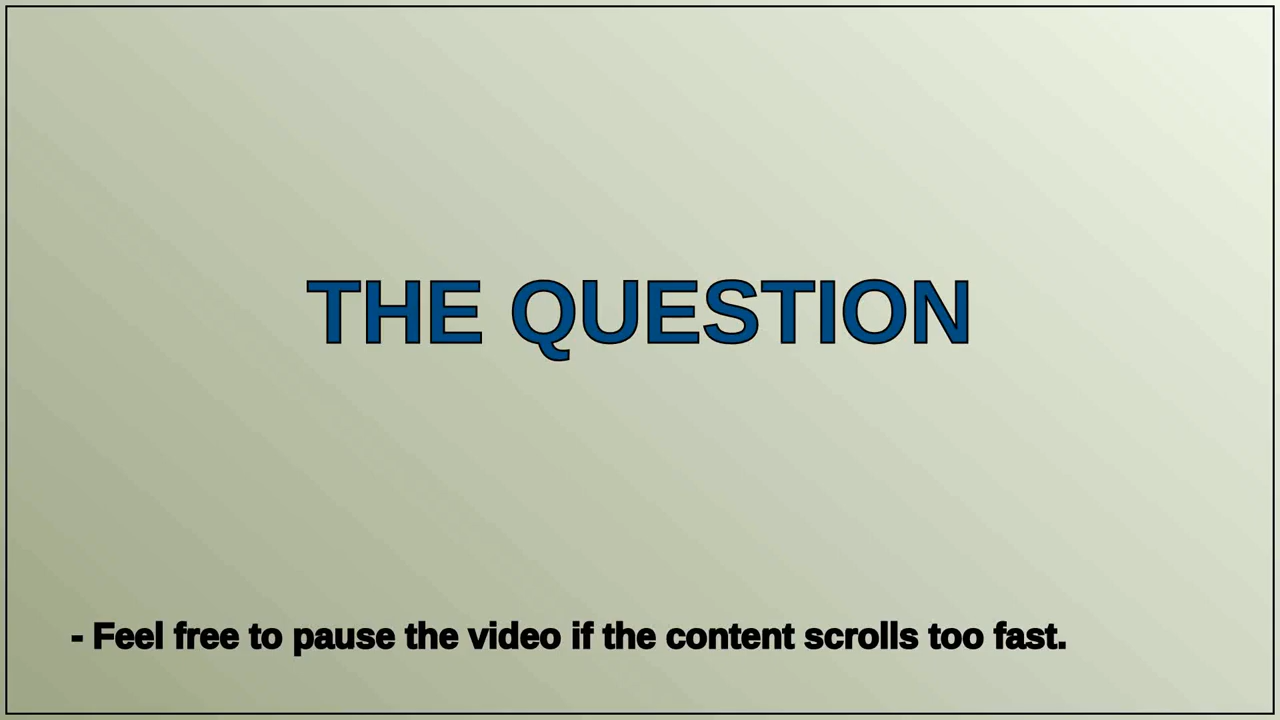 THE QUESTION
- Feel free to pause the video if the content scrolls too fast.